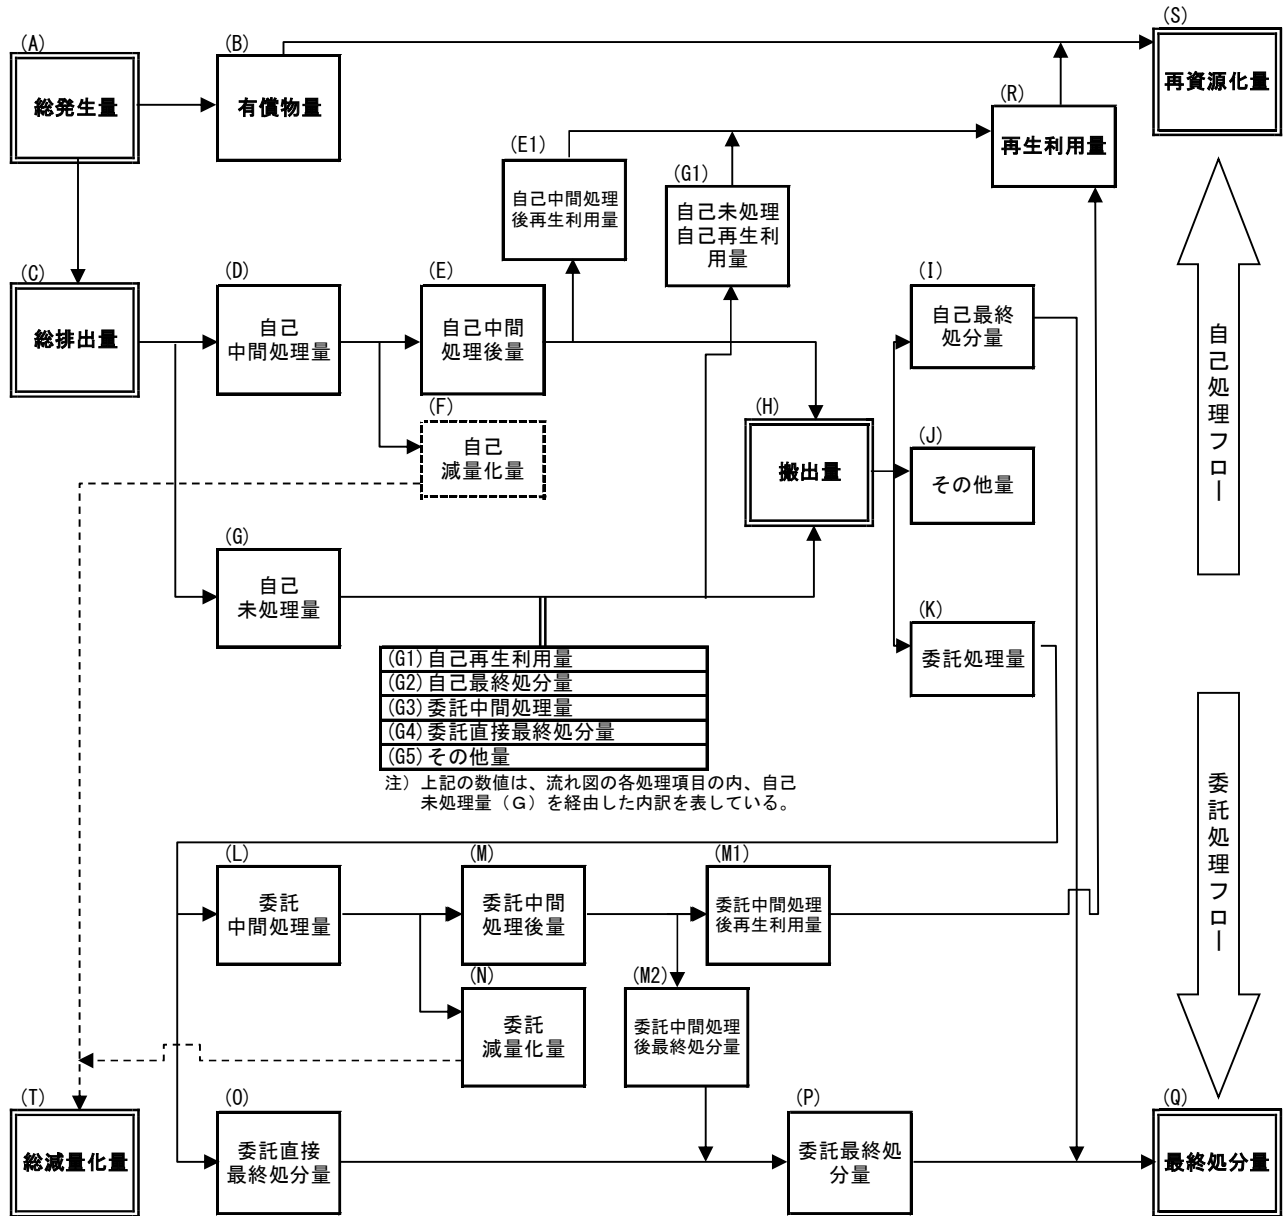 (S)
再資源化量
(A)
総発生量
(B)
有償物量
(R)
再生利用量
(E1)
自己中間処理
後再生利用量
(G1)
自己未処理
自己再生利
用量
(C)
総排出量
(D)
自己
中間処理量
(E)
自己中間
処理後量
(I)
自己最終
処分量
自己処理フロー
(F)
自己
減量化量
(H)
搬出量
(J)
その他量
(G)
自己
未処理量
(K)
委託処理量
(G1)自己再生利用量
(G2)自己最終処分量
(G3)委託中間処理量
(G4)委託直接最終処分量
(G5)その他量
注) 上記の数値は、流れ図の各処理項目の内、自己
未処理量(G)を経由した内訳を表している。
委託処理フロー
(L)
委託
中間処理量
(M)
委託中間
処理後量
(M1)
委託中間処理
後再生利用量
(N)
委託
減量化量
(M2)
委託中間処理
後最終処分量
(T)
総減量化量
(O)
委託直接
最終処分量
(P)
委託最終処
分量
(Q)
最終処分量